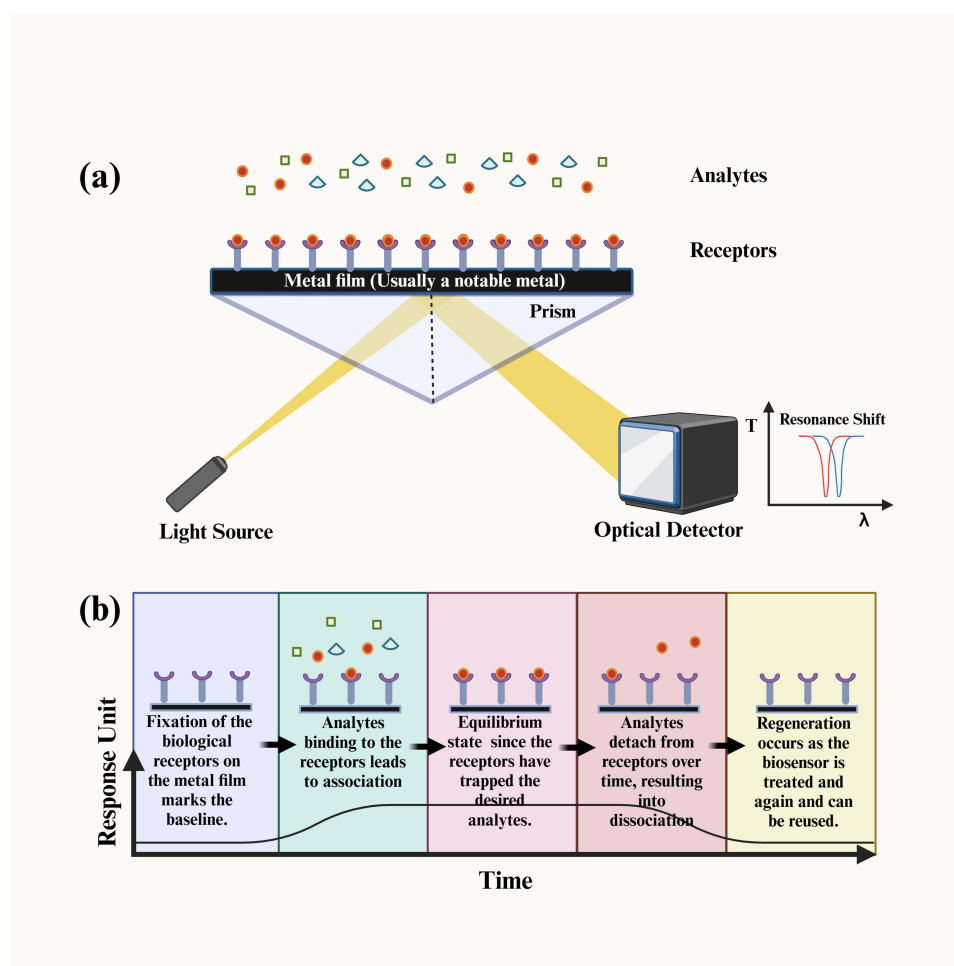 (a)
Analytes
Receptors
Metal film (Usually a notable metal)
Prism
T
Resonance Shift
λ
Light Source
Optical Detector
(b)
Response Unit
Fixation of the
biological
receptors on
the metal film
marks the
baseline.
Analytes
binding to the
receptors leads
to association
Equilibrium
state since the
receptors have
trapped the
desired
analytes.
Analytes
detach from
receptors over
time, resulting
into
dissociation
Regeneration
occurs as the
biosensor is
treated and
again and can
be reused.
Time